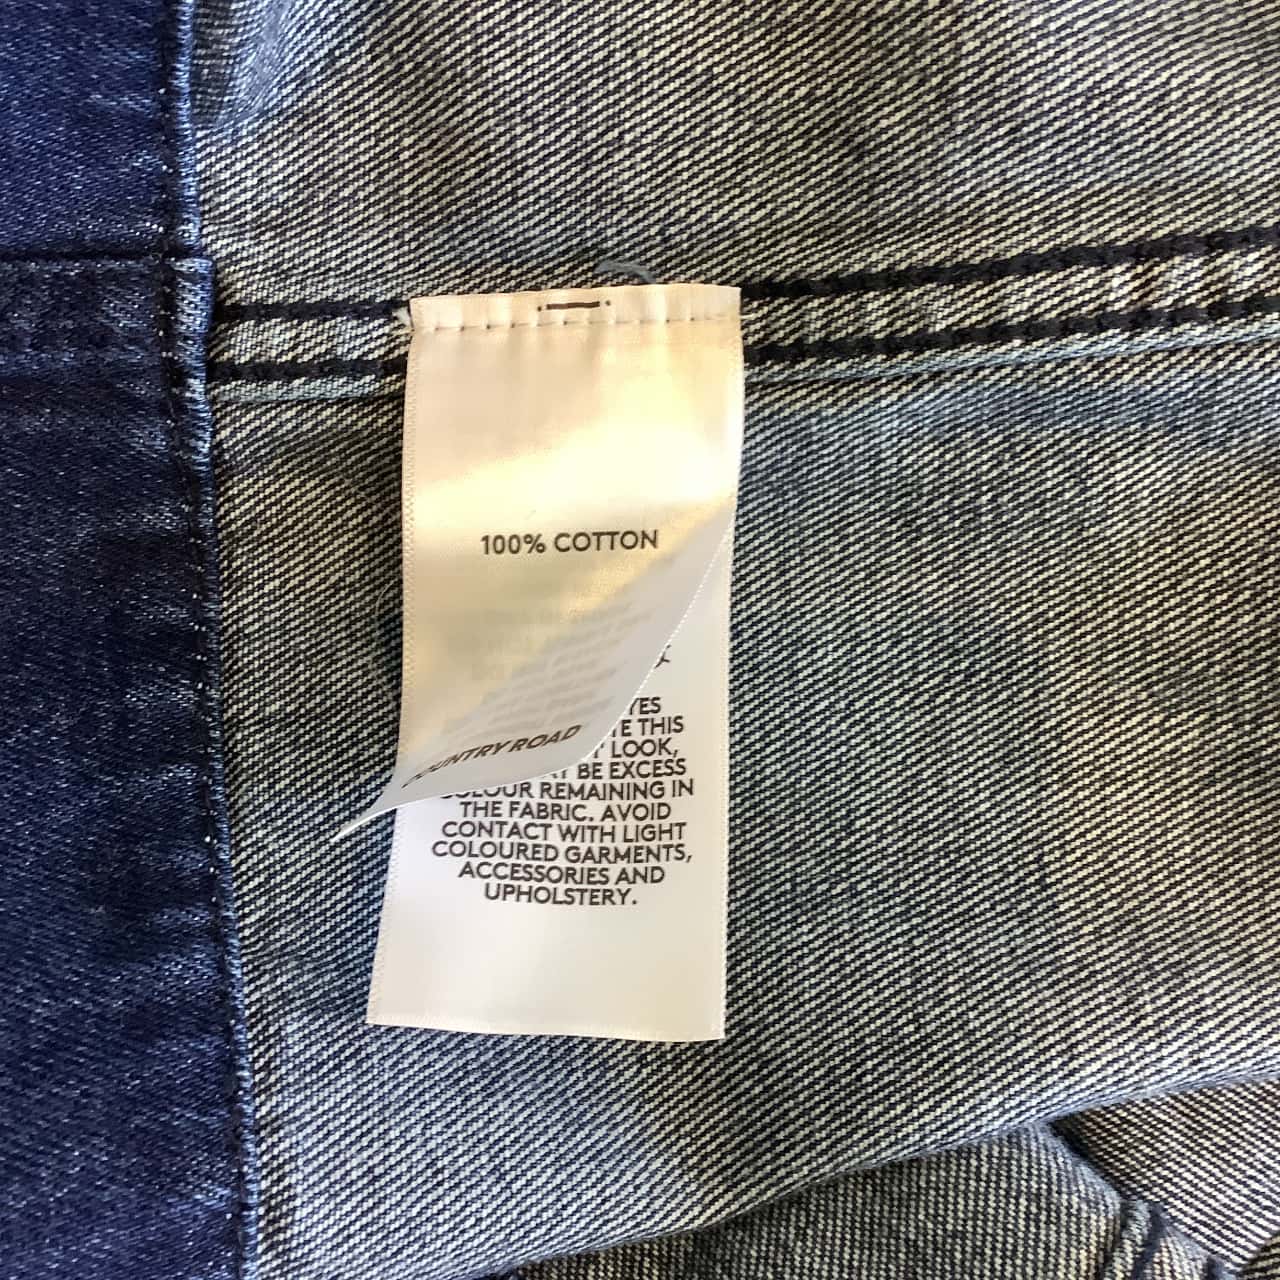 100% COTTON
THIS
LOOK,
BE EXCESS
COLOUR REMAINING IN
THE FABRIC. AVOID
CONTACT WITH LIGHT
COLOURED GARMENTS,
ACCESSORIES AND
UPHOLSTERY.
COUNTRY ROAD